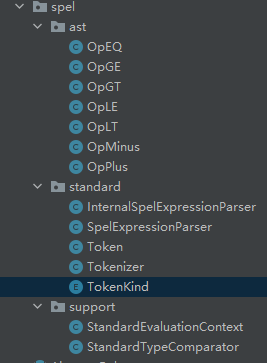 spel
ast
OpEQ
OpGE
OpGT
OpLE
OpLT
OpMinus
OpPlus
standard
InternalSpelExpressionParser
SpelExpressionParser
Token
Tokenizer
TokenKind
support
StandardEvaluationContext
StandardTypeComparator